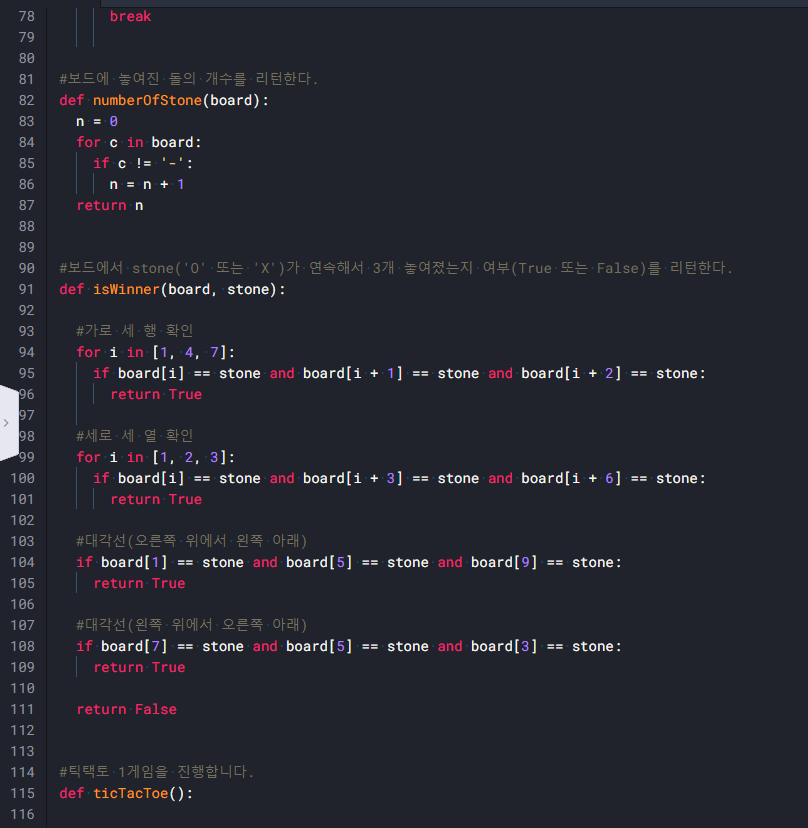 78 break
79
80
81 #보드에 놓여진 돌의 개수를 리턴한다.
82 def numberOfStone(board):
83 n = 0
84 for c in board:
85 if c != '-':
86 n = n + 1
87 return n
88
89
90 #보드에서 stone('O' 또는 'X')가 연속해서 3개 놓여졌는지 여부(True 또는 False)를 리턴한다.
91 def isWinner(board, stone):
92
93 #가로 세 행 확인
94 for i in [1, 4, 7]:
95 if board[i] == stone and board[i + 1] == stone and board[i + 2] == stone:
96 return True
97
98 #세로 세 열 확인
99 for i in [1, 2, 3]:
100 if board[i] == stone and board[i + 3] == stone and board[i + 6] == stone:
101 return True
102
103 #대각선(오른쪽 위에서 왼쪽 아래)
104 if board[1] == stone and board[5] == stone and board[9] == stone:
105 return True
106
107 #대각선(왼쪽 위에서 오른쪽 아래)
108 if board[7] == stone and board[5] == stone and board[3] == stone:
109 return True
110
111 return False
112
113
114 #틱택토 1게임을 진행합니다.
115 def ticTacToe():
116